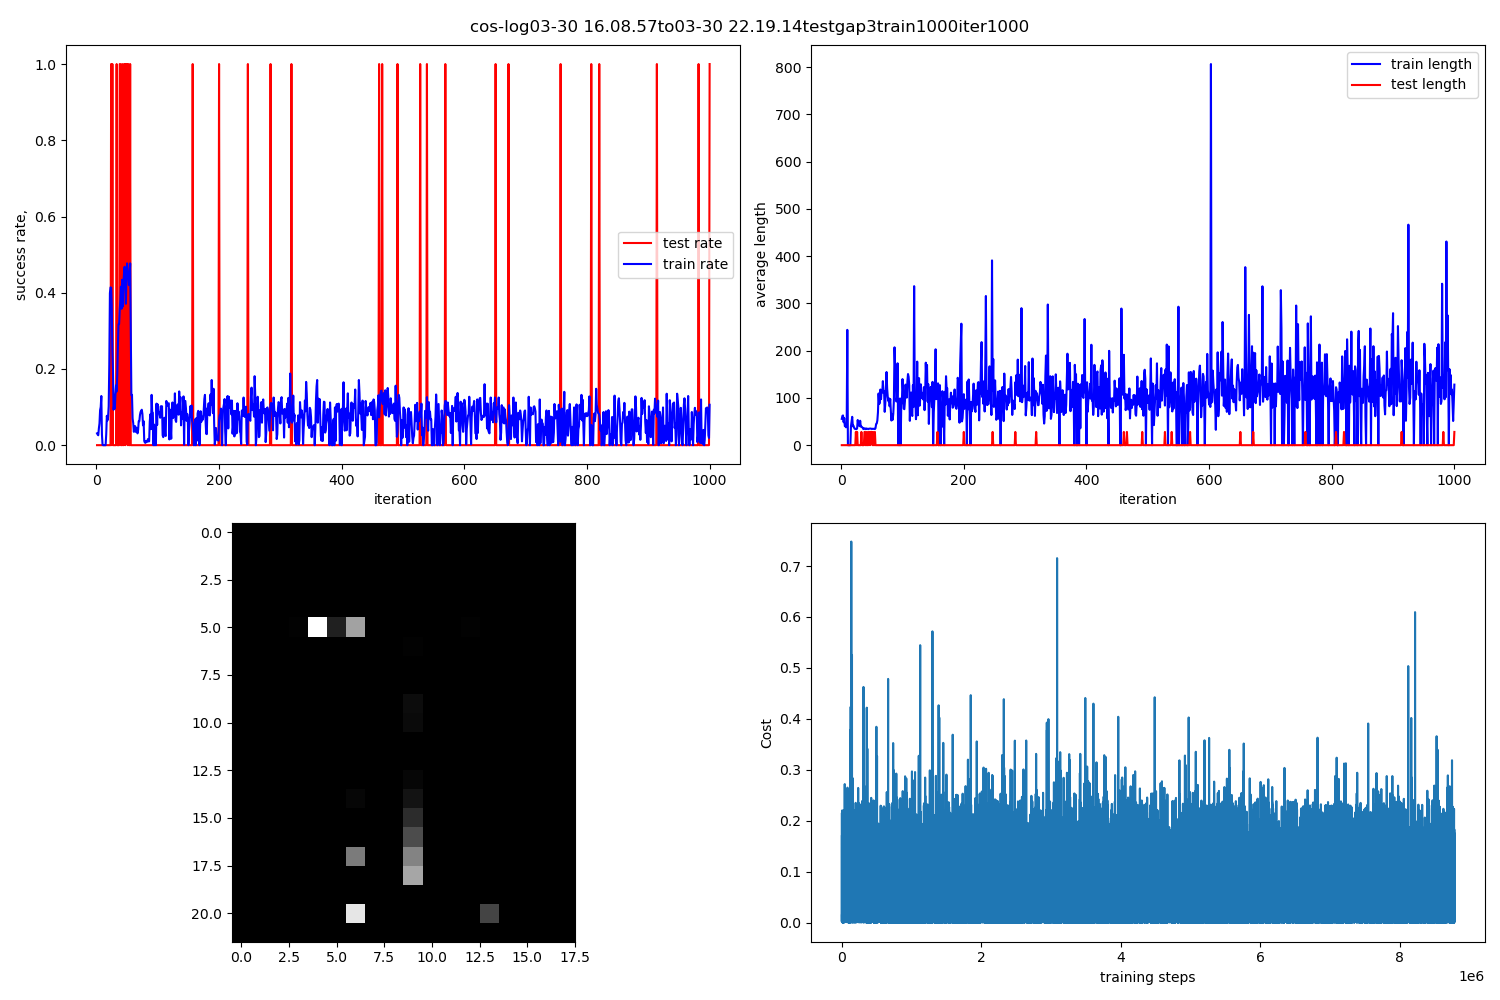 cos-log03-30 16.08.57to03-30 22.19.14testgap3train1000iter1000
1.0
0.8
0.6
0.4
0.2
0.0
success rate,
test rate
train rate
0 200 400 600 800 1000
iteration
800
700
600
500
400
300
200
100
0
average length
train length
test length
0 200 400 600 800 1000
iteration
0.0
2.5
5.0
7.5
10.0
12.5
15.0
17.5
20.0
0.0 2.5 5.0 7.5 10.0 12.5 15.0 17.5
0.7
0.6
0.5
0.4
0.3
0.2
0.1
0.0
Cost
0 2 4 6 8
1e6
training steps